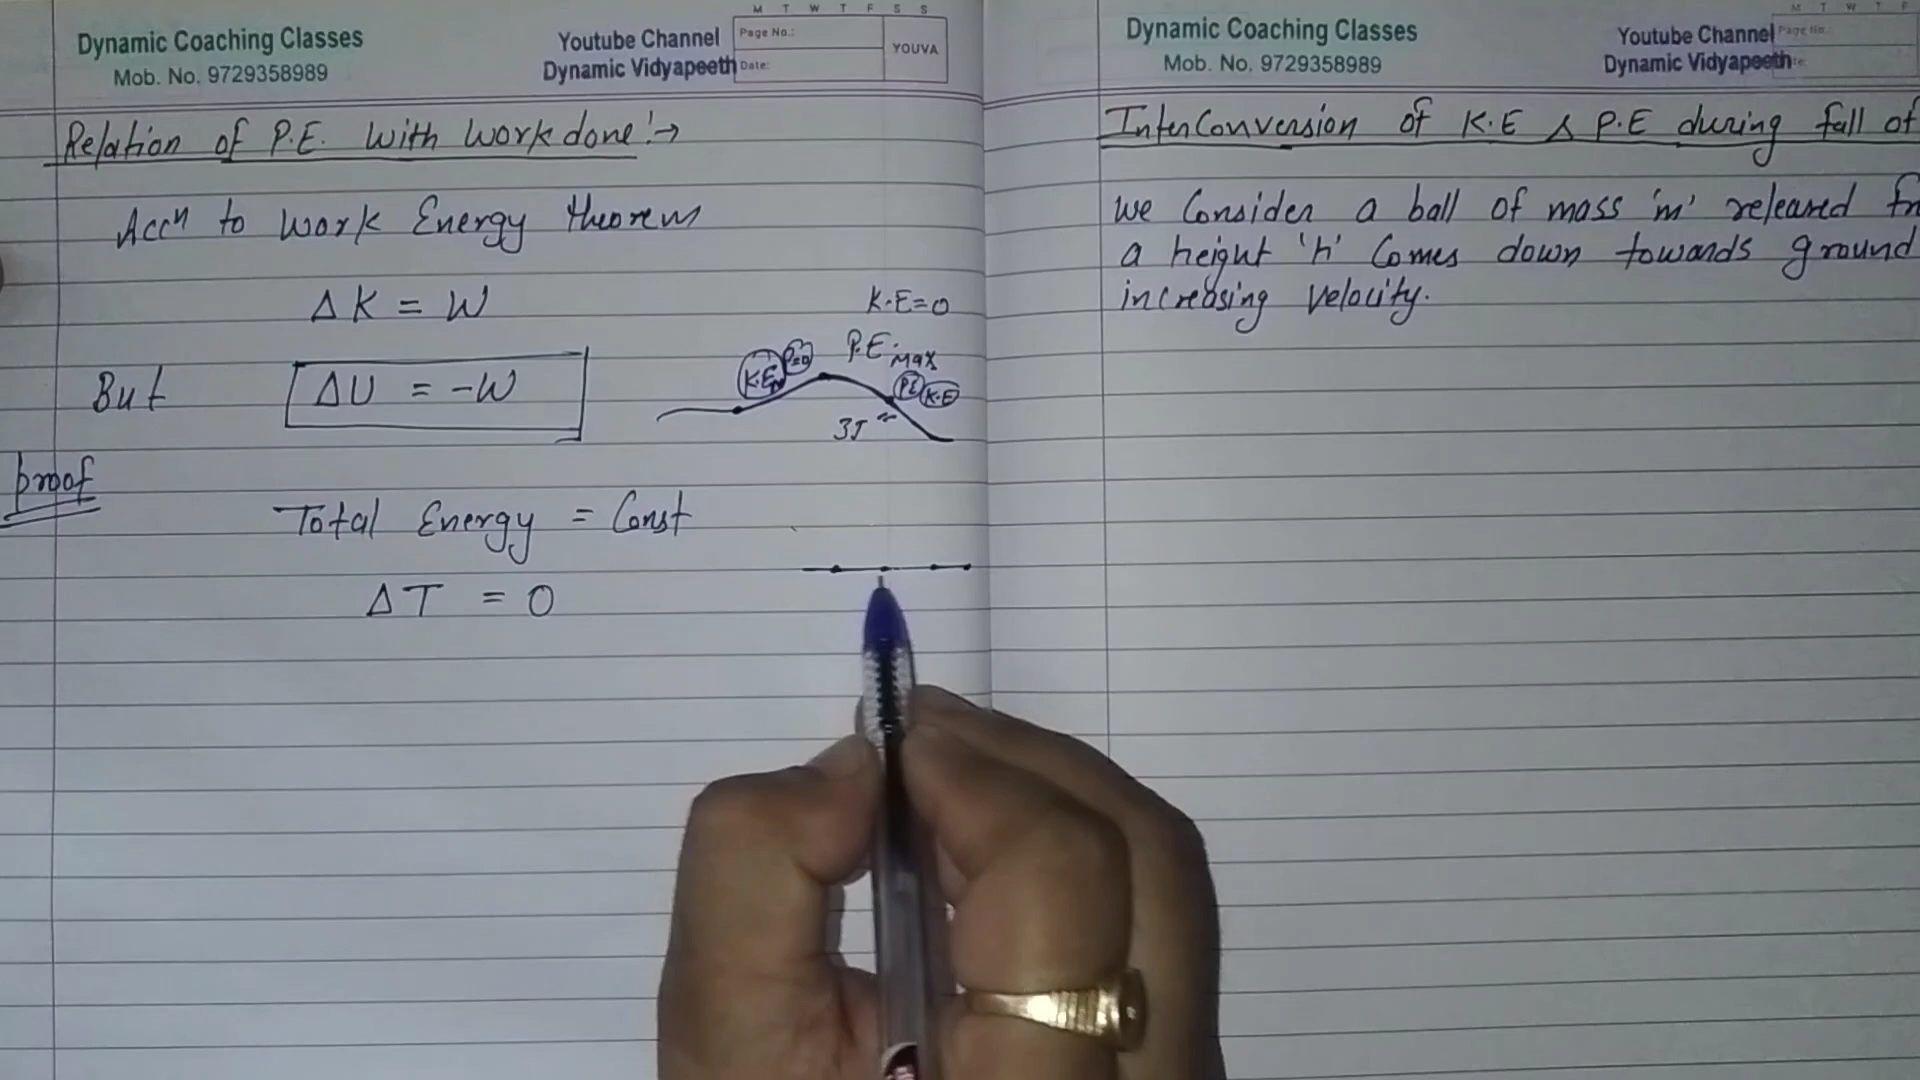 M T W T F S S
Dynamic Coaching Classes
Mob. No. 9729358989
Youtube Channel
Dynamic Vidyapeeth
Page No.:
Date:
YOUVA
Relation of P.E. with work done :→
Accⁿ to Work Energy theorem
ΔK = W
But ΔU = -W
K.E=0
P.E. max
K.E P=0
P.E K.E
3J
proof
Total Energy = Const
ΔT = 0
M T W T F
Dynamic Coaching Classes
Mob. No. 9729358989
Youtube Channel
Dynamic Vidyapeeth
Page No.
InterConversion of K.E & P.E during fall of
we Consider a ball of mass 'm' released
a height 'h' Comes down towards ground
increasing velocity.